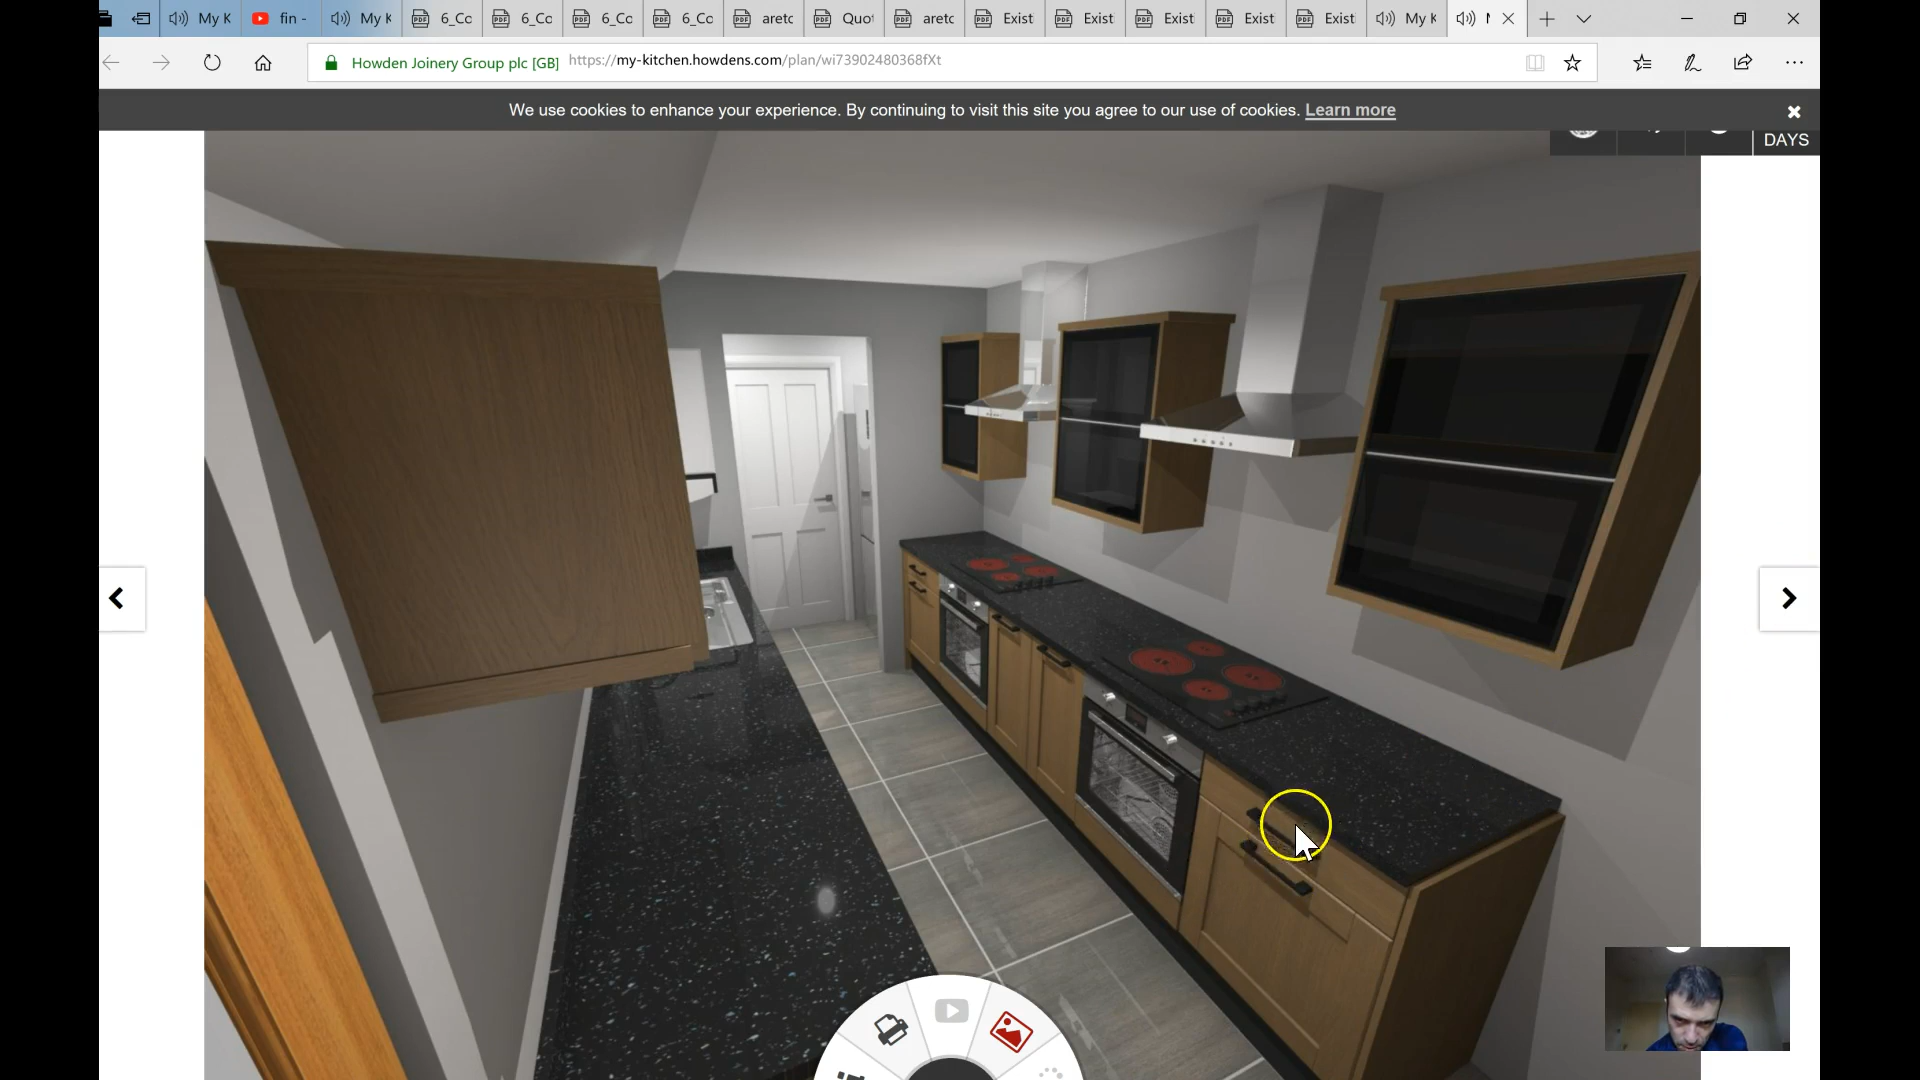 My K
fin -
My K
6_Co
6_Co
6_Co
6_Co
aretc
Quo
aretc
Exist
Exist
Exist
Exist
Exist
My K
Howden Joinery Group plc [GB]
https://my-kitchen.howdens.com/plan/wi73902480368fXt
We use cookies to enhance your experience. By continuing to visit this site you agree to our use of cookies. Learn more
DAYS